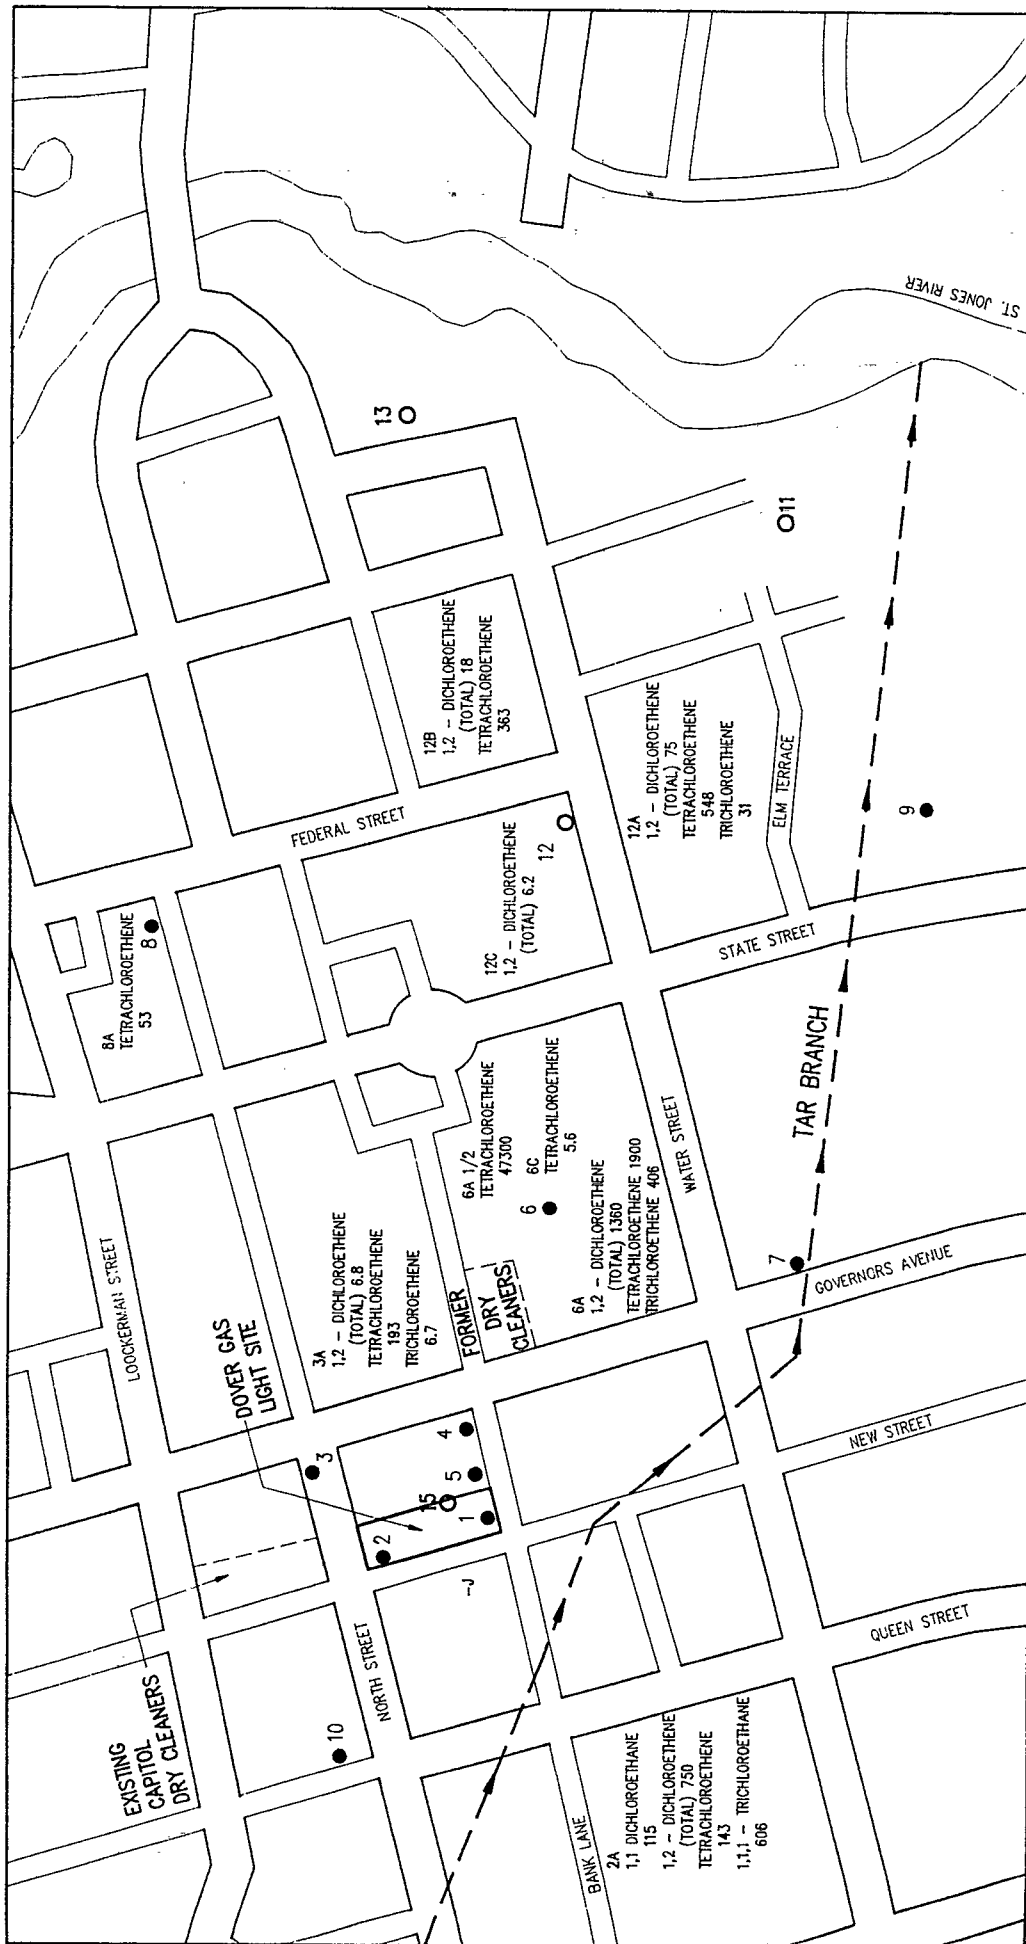 EXISTING
CAPITOL
DRY CLEANERS
LOOCKERMAN STREET
DOVER GAS
LIGHT SITE
8A
TETRACHLOROETHENE
53
8
FEDERAL STREET
10
NORTH STREET
2
3
15
1
5
4
3A
1,2 - DICHLOROETHENE
(TOTAL) 6.8
TETRACHLOROETHENE
193
TRICHLOROETHENE
6.7
FORMER
DRY
CLEANERS
6A 1/2
TETRACHLOROETHENE
47300
6
6C
TETRACHLOROETHENE
5.6
6A
1,2 - DICHLOROETHENE
(TOTAL) 1360
TETRACHLOROETHENE 1900
TRICHLOROETHENE 406
12C
1,2 - DICHLOROETHENE
(TOTAL) 6.2
12
12B
1,2 - DICHLOROETHENE
(TOTAL) 18
TETRACHLOROETHENE
363
13
BANK LANE
2A
1,1 DICHLOROETHANE
115
1,2 - DICHLOROETHENE
(TOTAL) 750
TETRACHLOROETHENE
143
1,1,1 - TRICHLOROETHANE
606
WATER STREET
12A
1,2 - DICHLOROETHENE
(TOTAL) 75
TETRACHLOROETHENE
548
TRICHLOROETHENE
31
11
QUEEN STREET
NEW STREET
GOVERNORS AVENUE
7
TAR BRANCH
STATE STREET
ELM TERRACE
9
ST. JONES RIVER